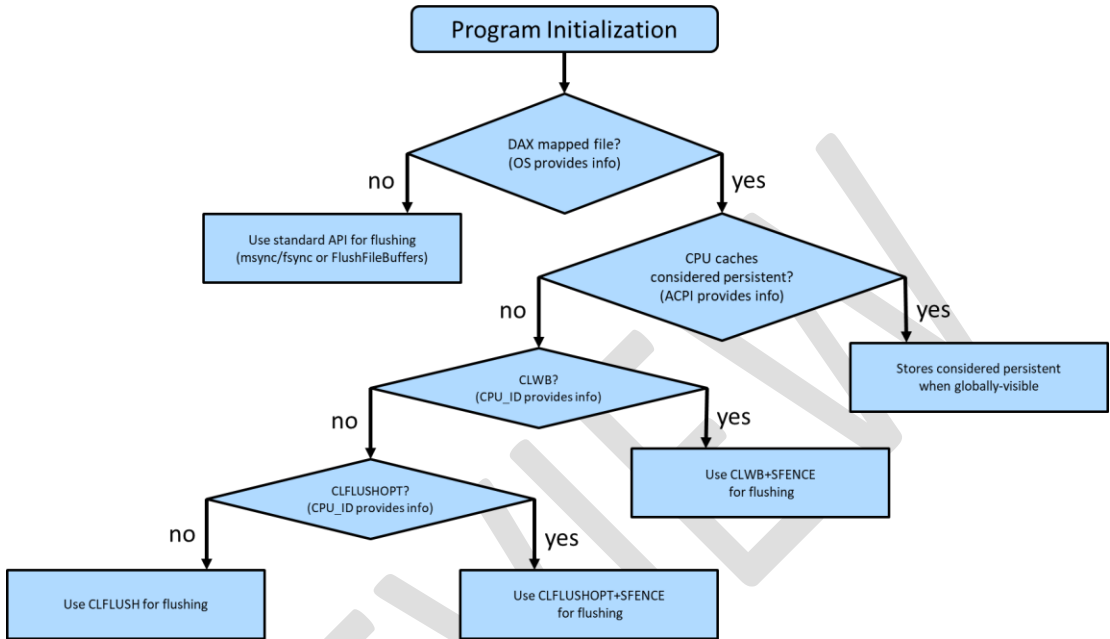 Program Initialization
DAX mapped file?
(OS provides info)
no
yes
Use standard API for flushing
(msync/fsync or FlushFileBuffers)
CPU caches
considered persistent?
(ACPI provides info)
no
yes
CLWB?
(CPU_ID provides info)
Stores considered persistent
when globally-visible
no
yes
CLFLUSHOPT?
(CPU_ID provides info)
Use CLWB+SFENCE
for flushing
no
yes
Use CLFLUSH for flushing
Use CLFLUSHOPT+SFENCE
for flushing